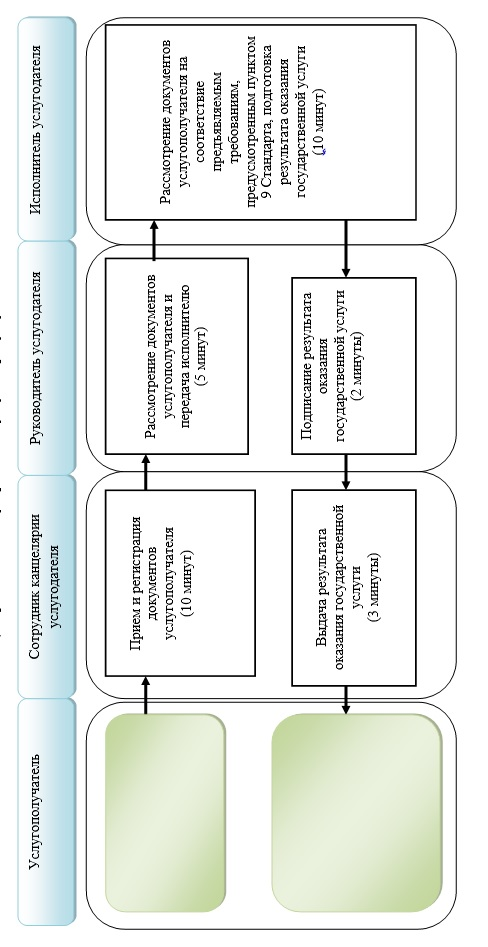 Услугополучатель
Сотрудник канцелярии
услугодателя
Руководитель услугодателя
Исполнитель услугодателя
Прием и регистрация
документов
услугополучателя
(10 минут)
Рассмотрение документов
услугополучателя и
передача исполнителю
(5 минут)
Рассмотрение документов
услугополучателя на
соответствие
предъявляемым
требованиям,
предусмотренным пунктом
9 Стандарта, подготовка
результата оказания
государственной услуги
(10 минут)
Подписание результата
оказания
государственной услуги
(2 минуты)
Выдача результата
оказания государственной
услуги
(3 минуты)